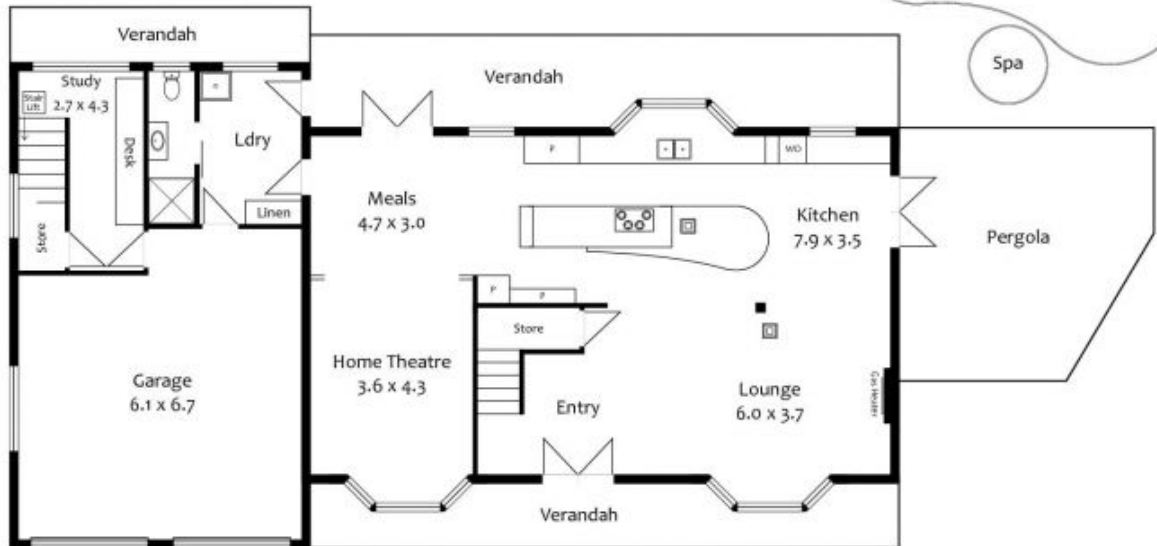 Verandah
Verandah
Spa
Study
2.7 x 4.3
Stair
Lift
Desk
Store
Ldry
Linen
Meals
4.7 x 3.0
P
WO
Kitchen
7.9 x 3.5
Pergola
P
P
Store
Home Theatre
3.6 x 4.3
Garage
6.1 x 6.7
Entry
Lounge
6.0 x 3.7
Gas Heater
Verandah